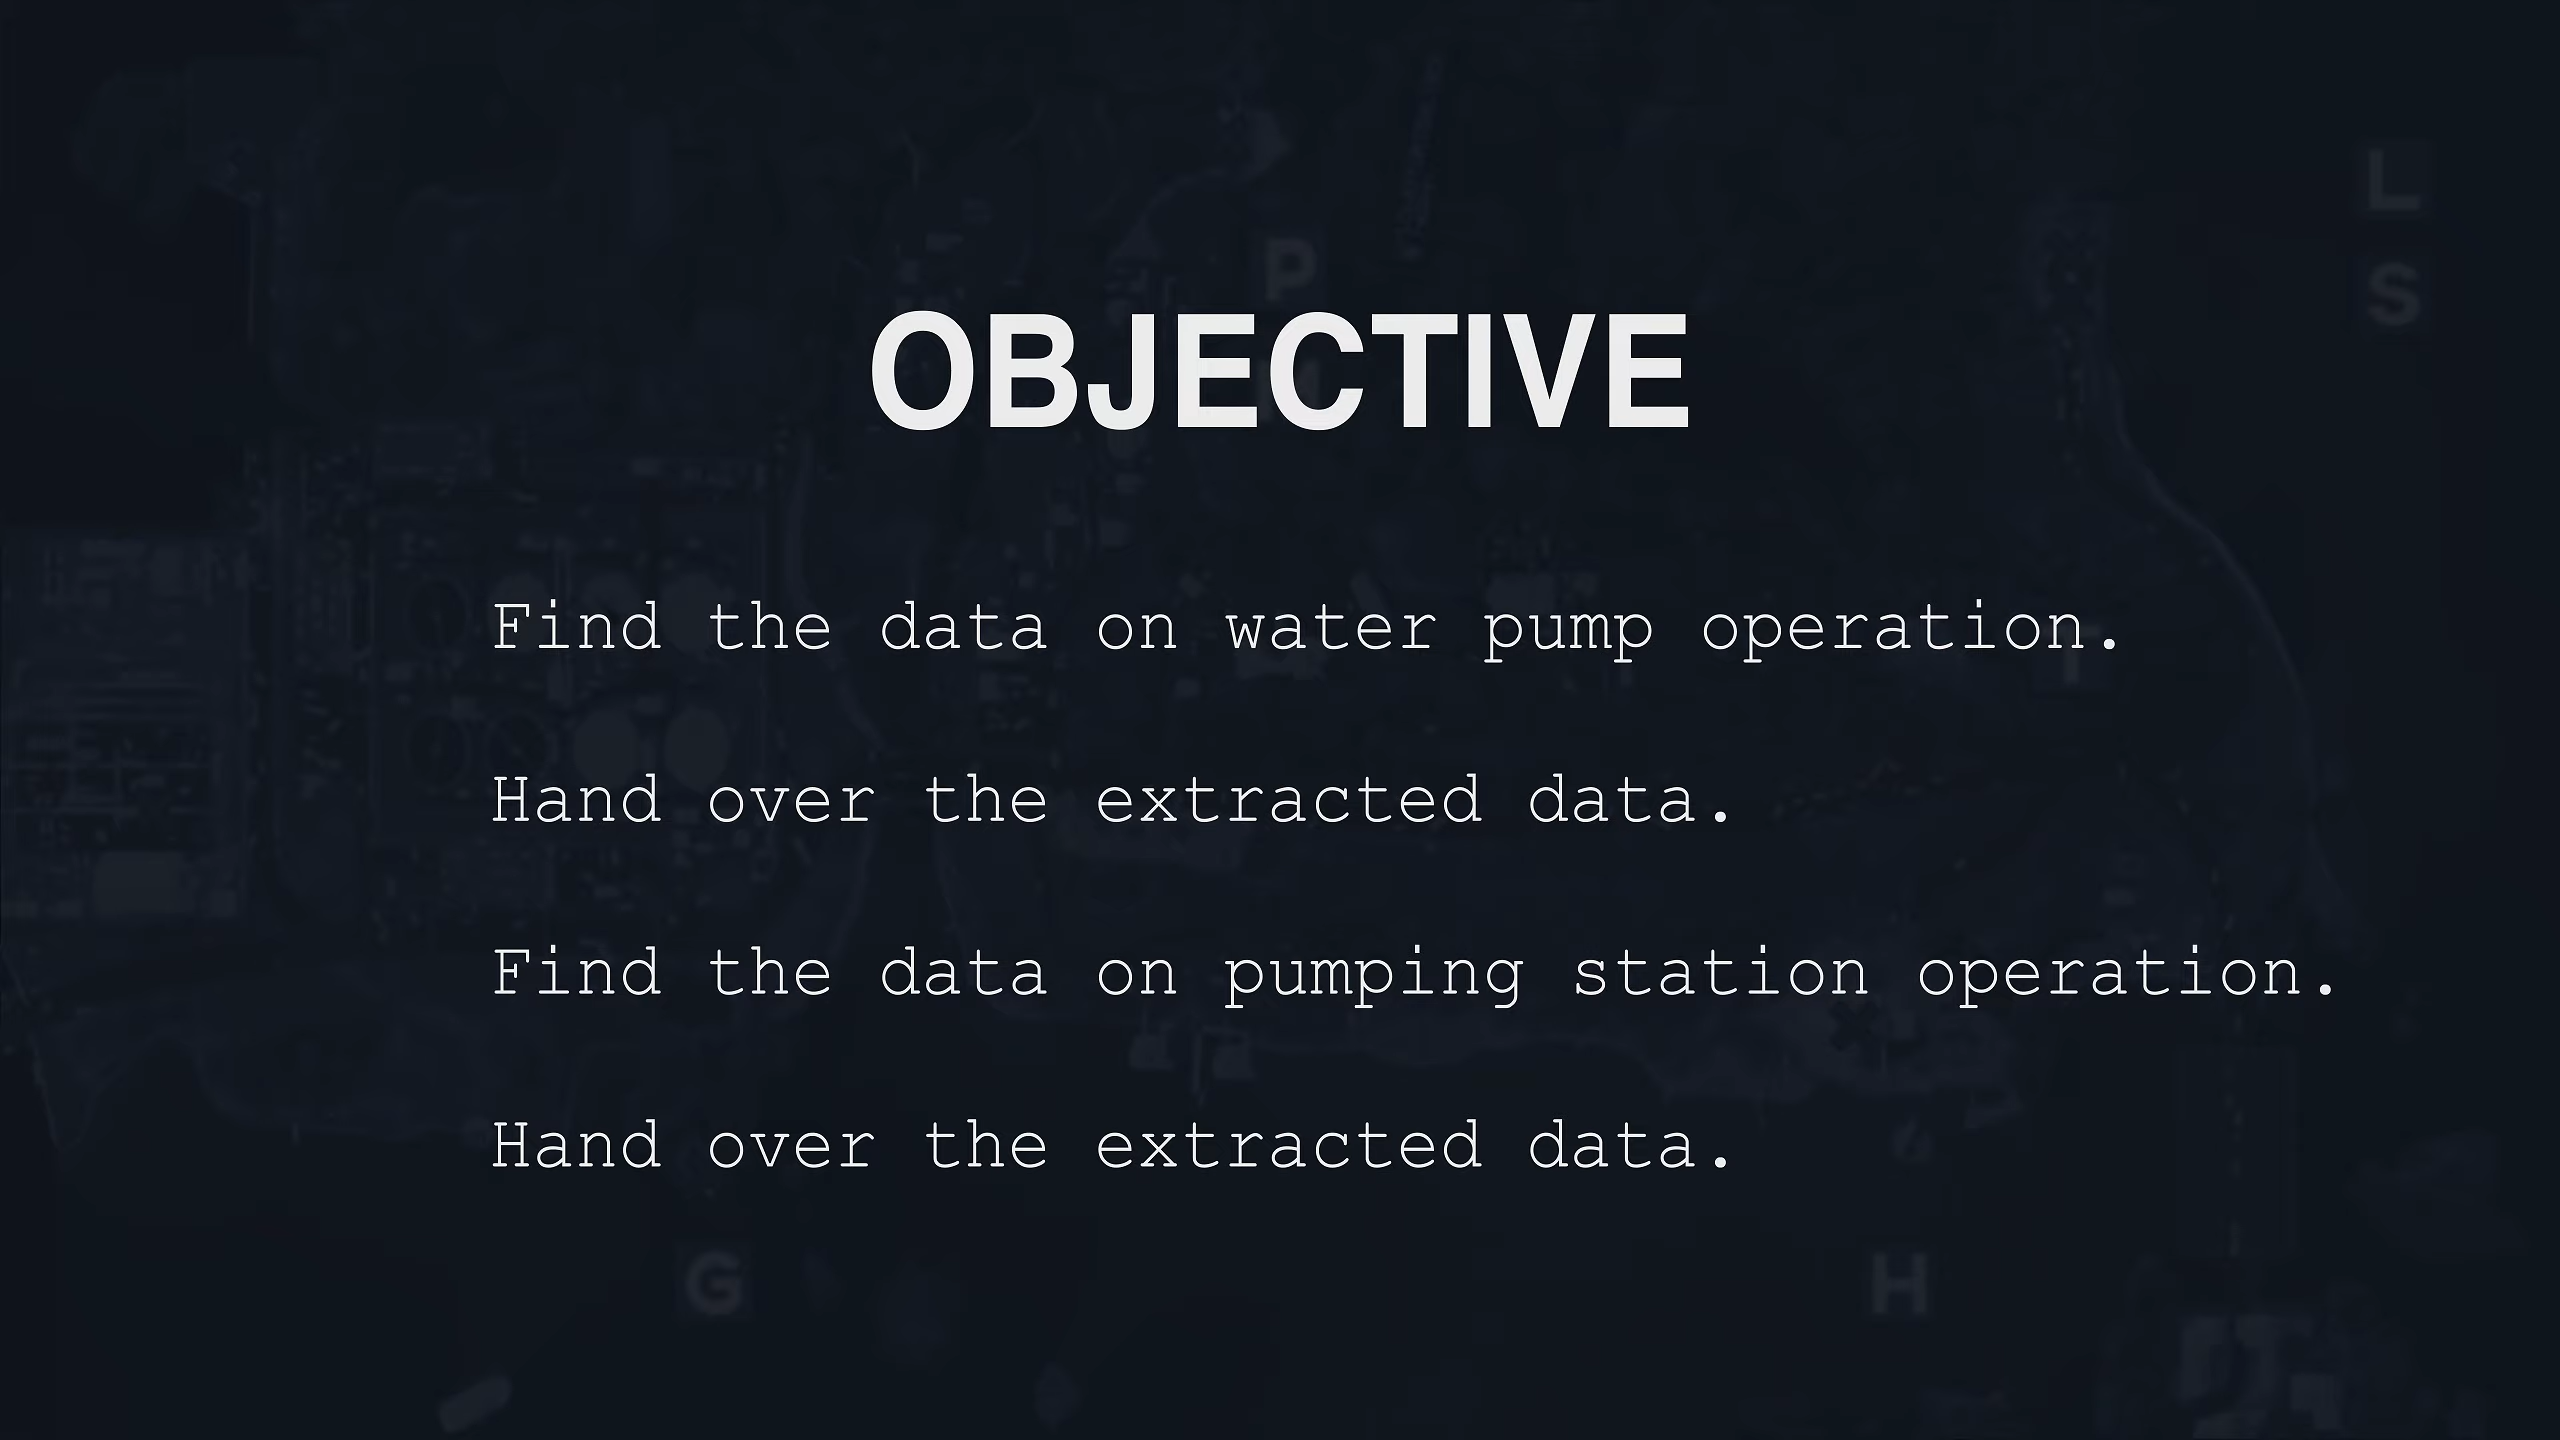 L
P
S
OBJECTIVE
Find the data on water pump operation.
Hand over the extracted data.
Find the data on pumping station operation.
Hand over the extracted data.
G
H